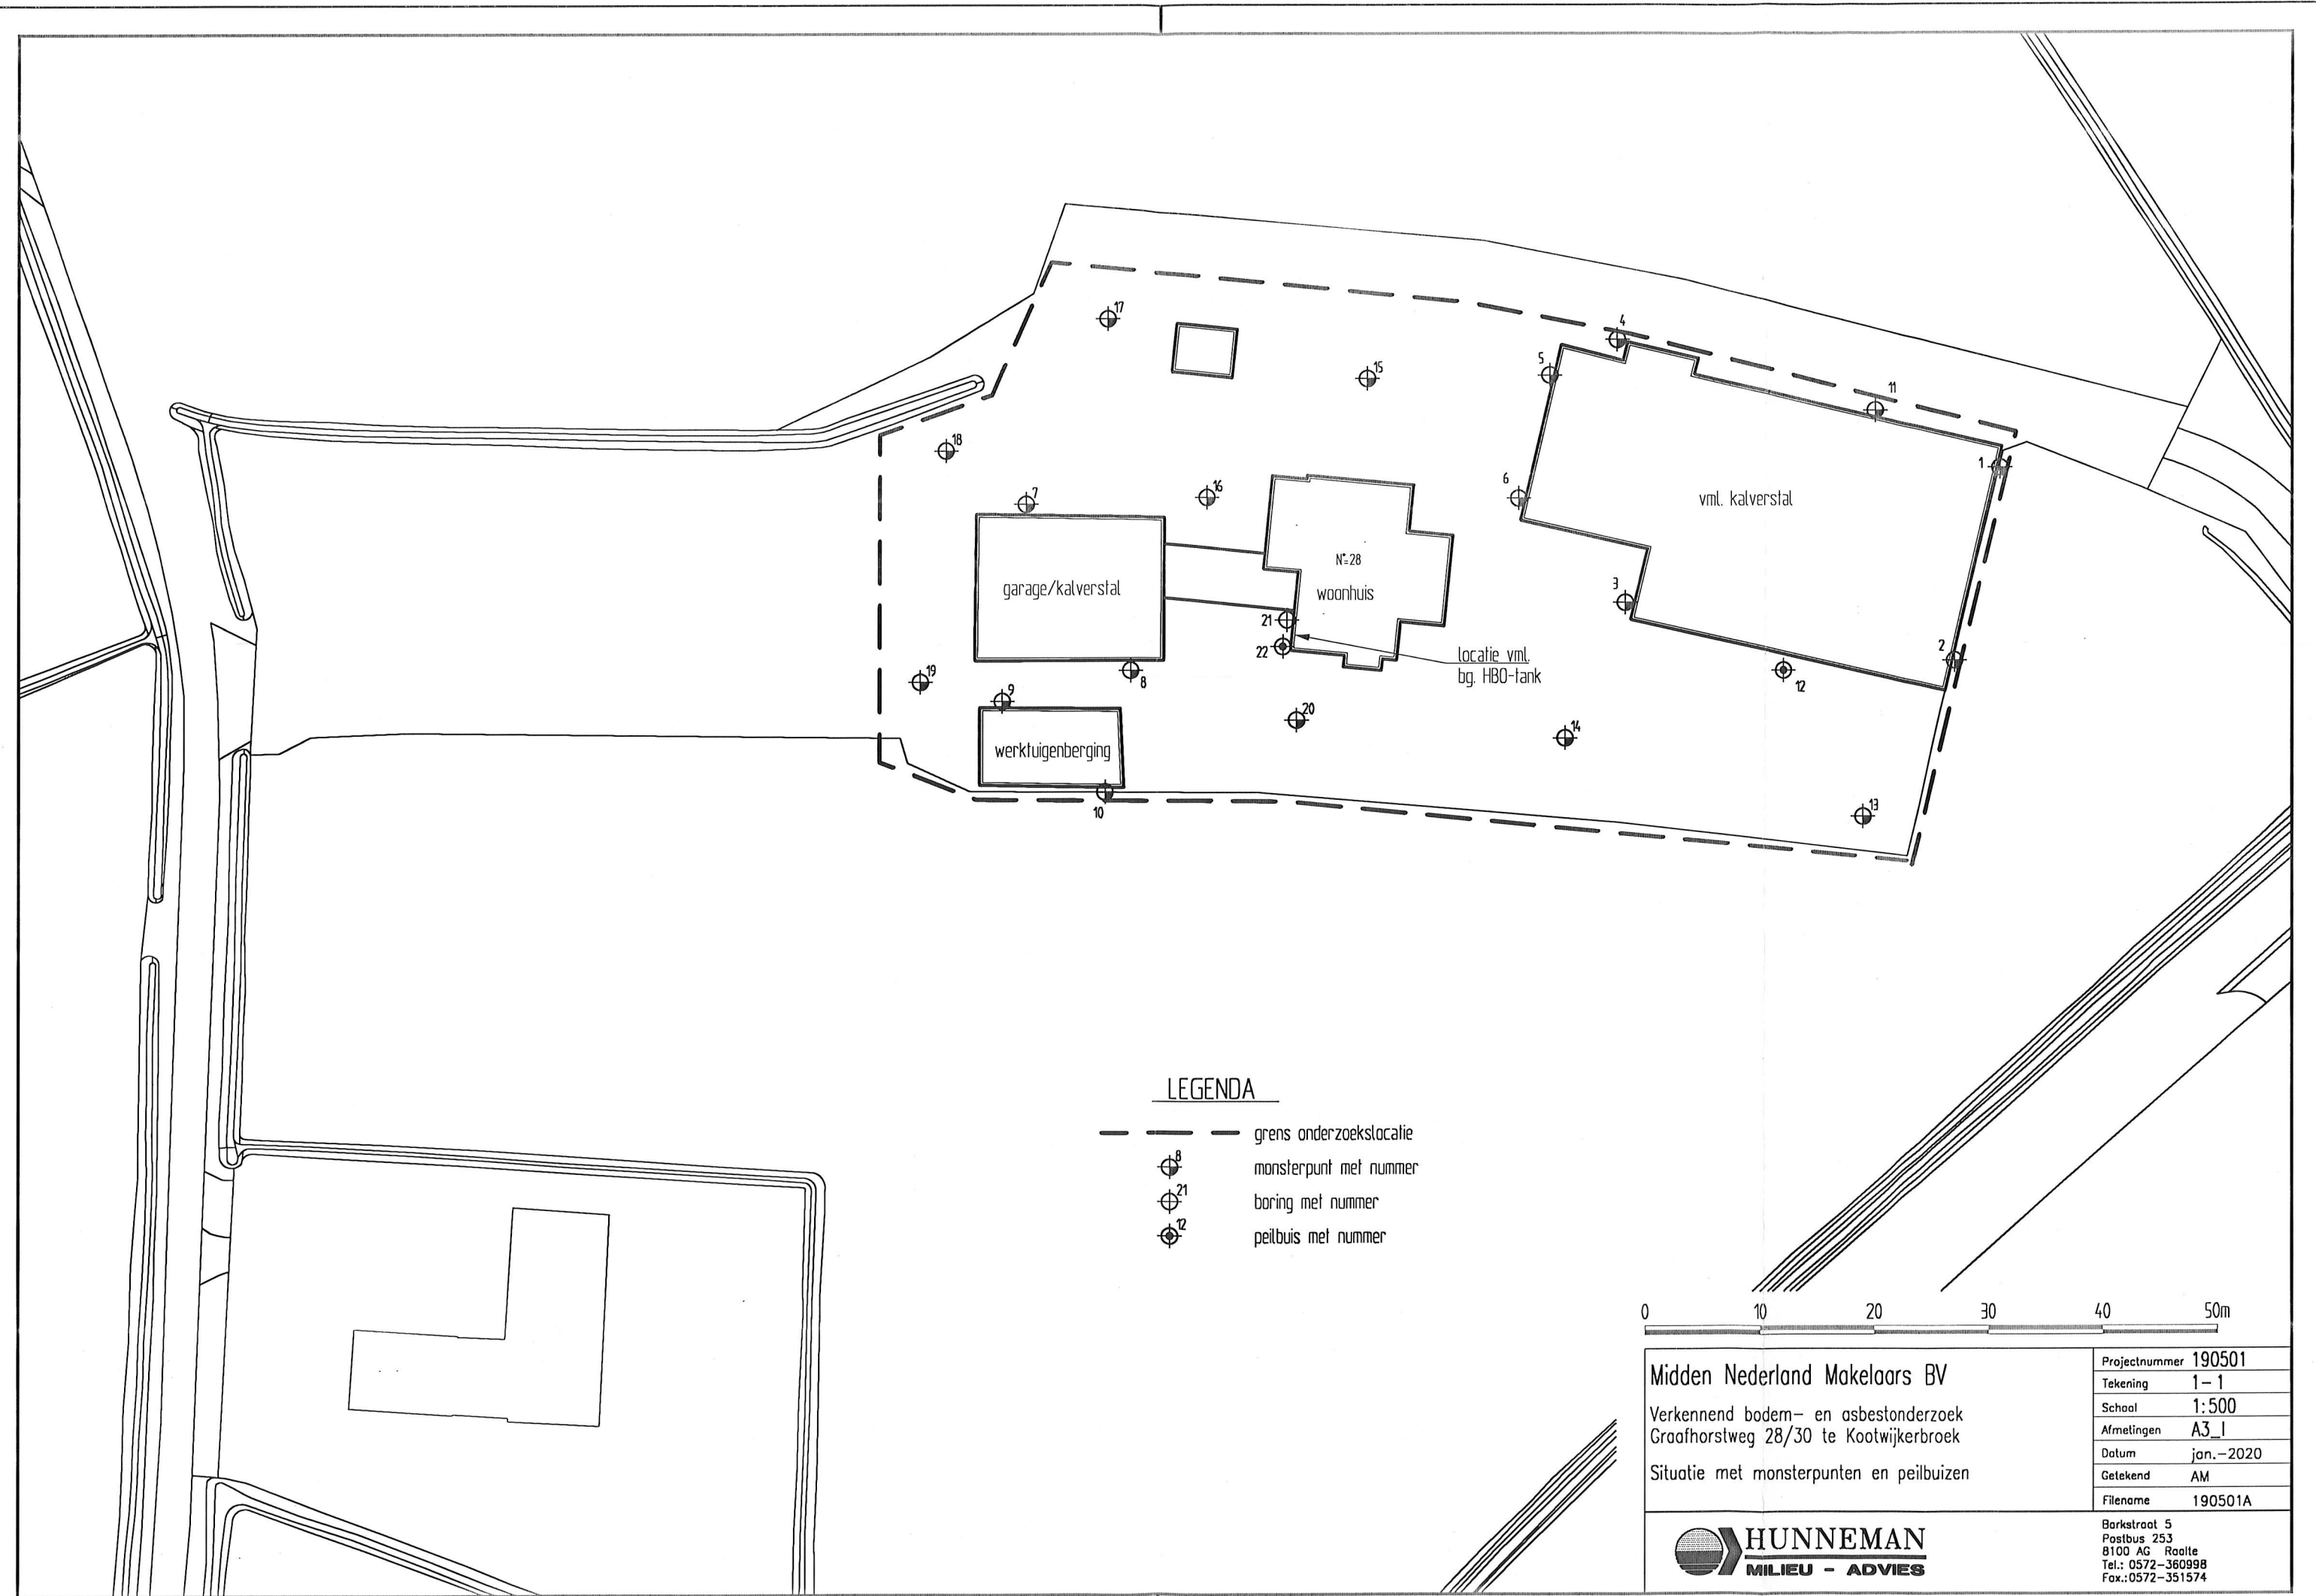 17
4
5
15
11
18
1
6
vml. kalverstal
7
16
N°=28
garage/kalverstal
woonhuis
3
21
22
locatie vml.
bg. HBO-tank
2
19
8
12
9
20
14
werktuigenberging
10
13
LEGENDA
grens onderzoekslocatie
8
monsterpunt met nummer
21
boring met nummer
12
peilbuis met nummer
0 10 20 30 40 50m
Midden Nederland Makelaars BV
Verkennend bodem- en asbestonderzoek
Graafhorstweg 28/30 te Kootwijkerbroek
Situatie met monsterpunten en peilbuizen
Projectnummer 190501
Tekening 1-1
Schaal 1:500
Afmetingen A3_l
Datum jan.-2020
Getekend AM
Filename 190501A
HUNNEMAN
MILIEU - ADVIES
Barkstraat 5
Postbus 253
8100 AG Raalte
Tel.: 0572-360998
Fax.:0572-351574